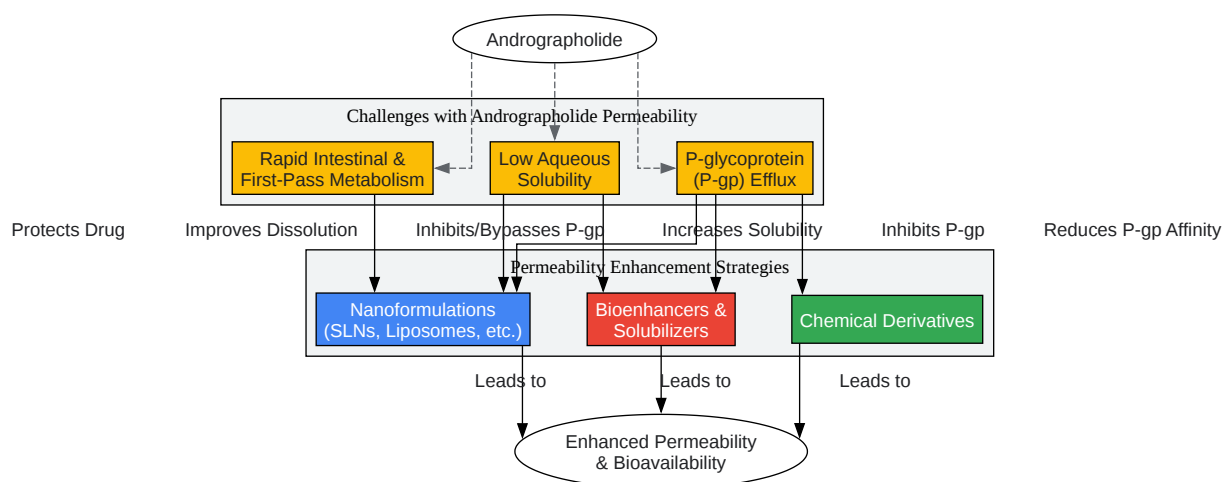 Andrographolide
Challenges with Andrographolide Permeability
Rapid Intestinal &
First-Pass Metabolism
Low Aqueous
Solubility
P-glycoprotein
(P-gp) Efflux
Protects Drug
Improves Dissolution
Inhibits/Bypasses P-gp
Increases Solubility
Inhibits P-gp
Reduces P-gp Affinity
Permeability Enhancement Strategies
Nanoformulations
(SLNs, Liposomes, etc.)
Bioenhancers &
Solubilizers
Chemical Derivatives
Leads to
Leads to
Leads to
Enhanced Permeability
& Bioavailability